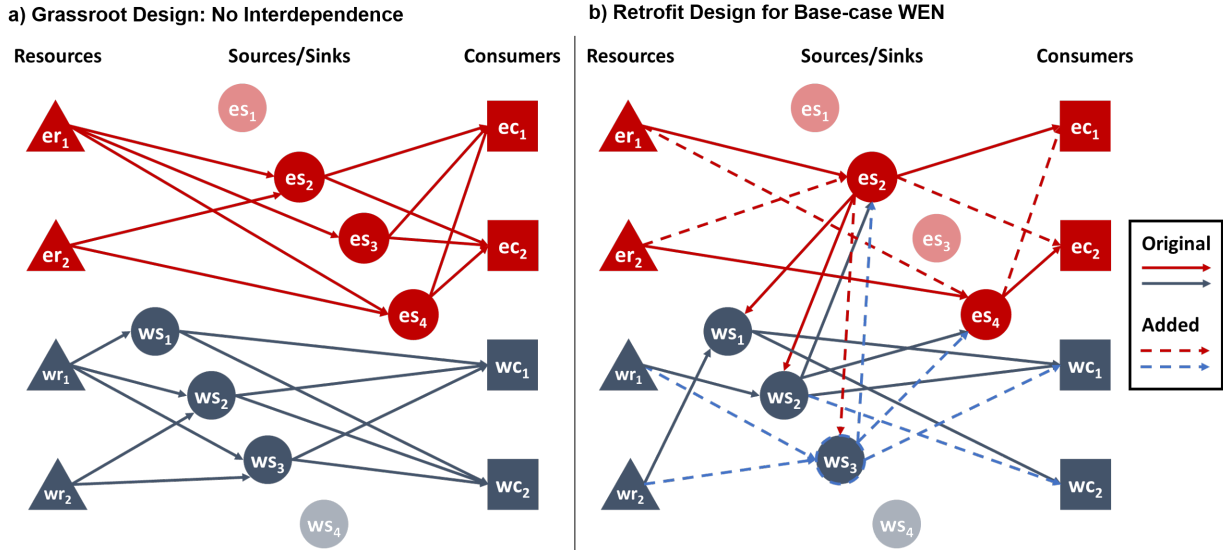 a) Grassroot Design: No Interdependence
Resources
Sources/Sinks
Consumers
es₁
er₁
ec₁
es₂
er₂
es₃
ec₂
es₄
ws₁
wr₁
wc₁
ws₂
ws₃
wr₂
wc₂
ws₄
b) Retrofit Design for Base-case WEN
Resources
Sources/Sinks
Consumers
es₁
er₁
ec₁
es₂
er₂
es₃
ec₂
es₄
ws₁
wr₁
wc₁
ws₂
ws₃
wr₂
wc₂
ws₄
Original
Added